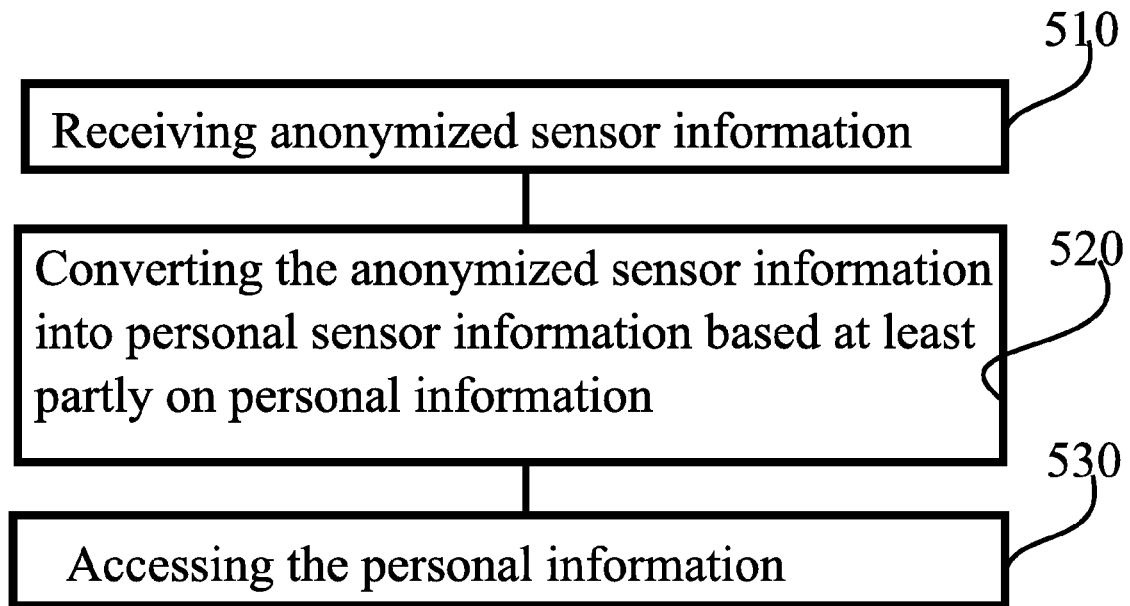 510
Receiving anonymized sensor information
520
Converting the anonymized sensor information
into personal sensor information based at least
partly on personal information
530
Accessing the personal information